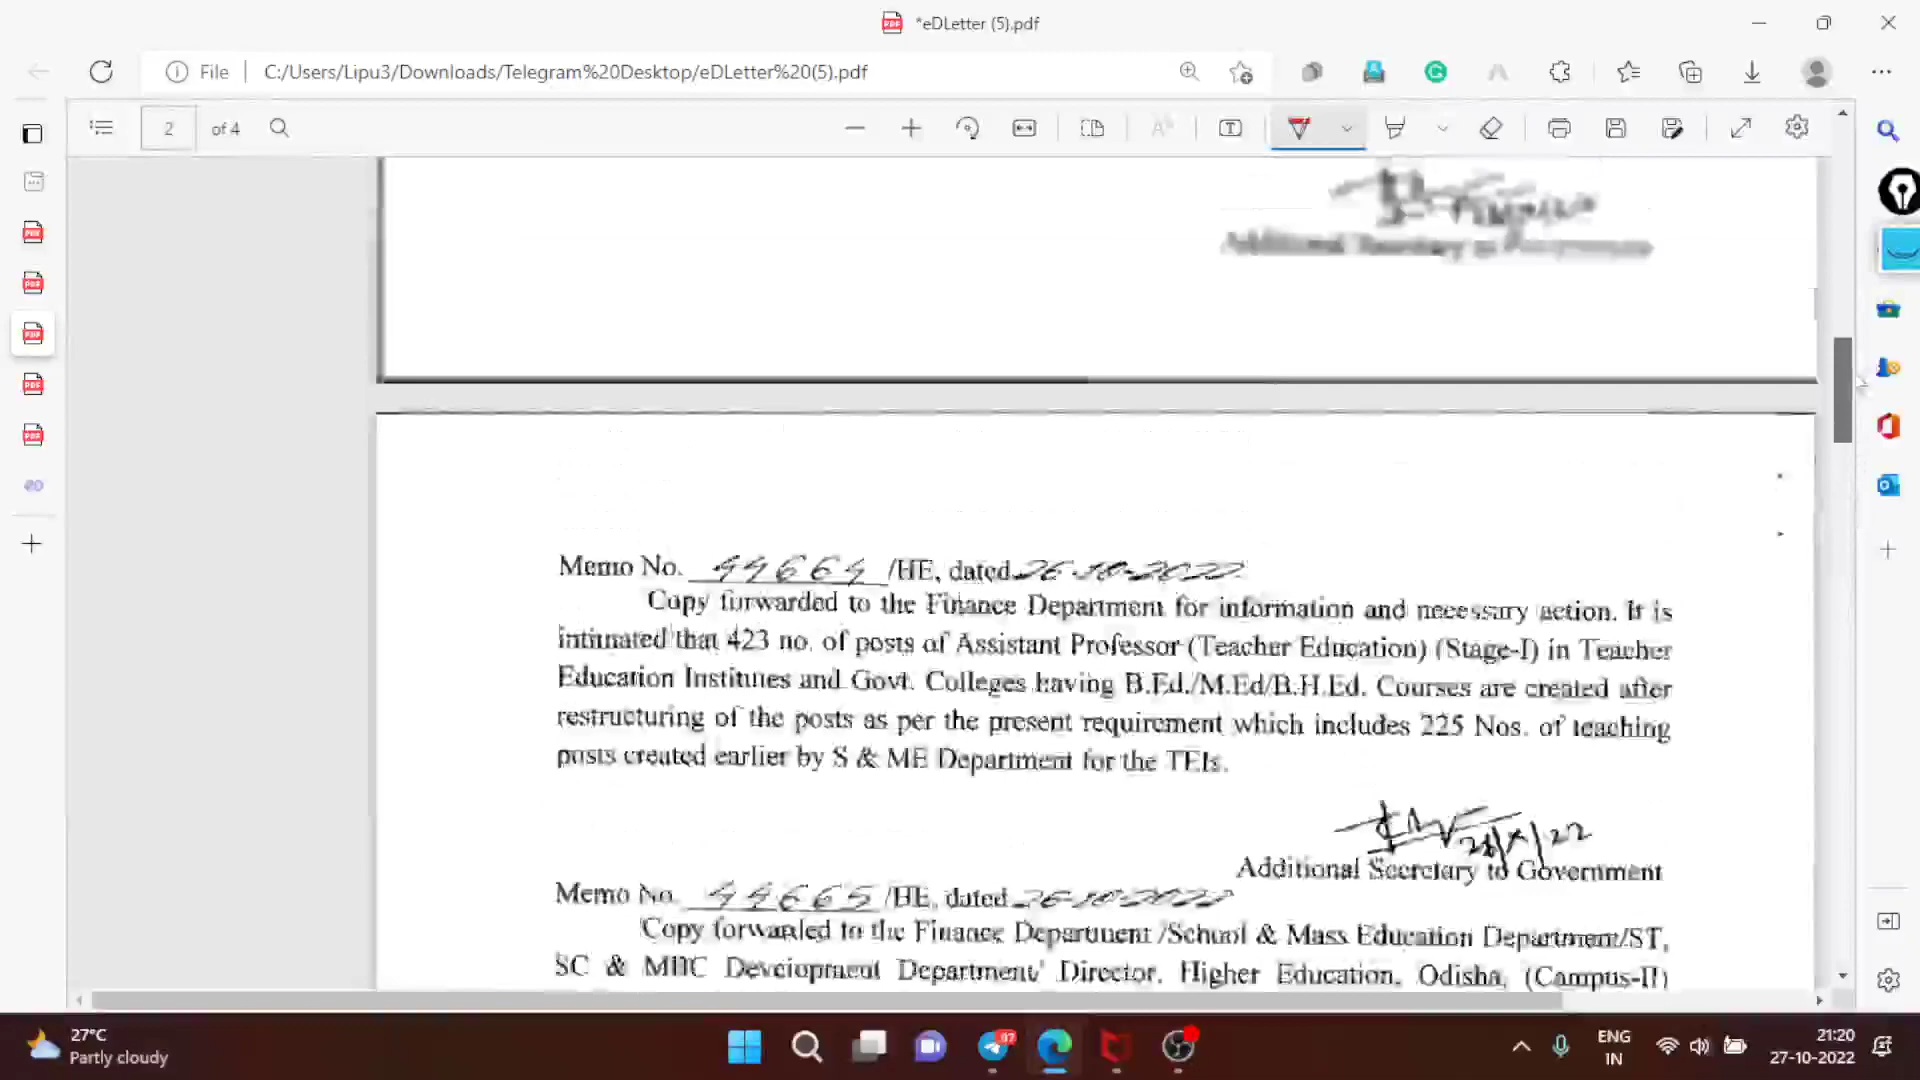 *eDLetter (5).pdf
File
C:/Users/Lipu3/Downloads/Telegram%20Desktop/eDLetter%20(5).pdf
2 of 4
Additional Secretary to Government
Memo No. 44664 /HE, dated 26-10-2022.
Copy forwarded to the Finance Department for information and necessary action. It is
intimated that 423 no. of posts of Assistant Professor (Teacher Education) (Stage-I) in Teacher
Education Institutes and Govt. Colleges having B.Ed./M.Ed/B.H.Ed. Courses are created after
restructuring of the posts as per the present requirement which includes 225 Nos. of teaching
posts created earlier by S & ME Department for the TEIs.
Additional Secretary to Government
Memo No. 44665 /HE, dated 26-10-2022
Copy forwarded to the Finance Department /School & Mass Education Department/ST,
SC & MBC Development Department/ Director, Higher Education, Odisha, (Campus-II)
27°C
Partly cloudy
ENG
IN
21:20
27-10-2022